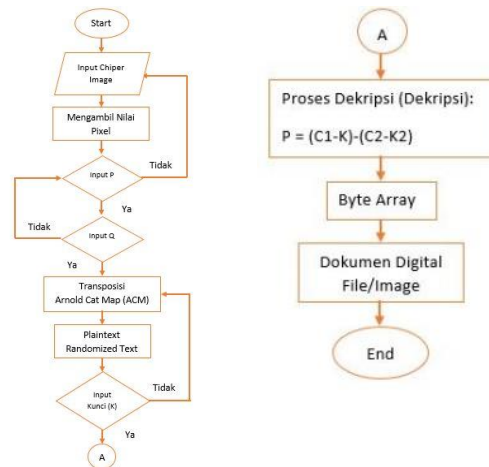 Start
Input Chiper
Image
Mengambil Nilai
Pixel
Input P
Tidak
Ya
Tidak
Input Q
Ya
Transposisi
Arnold Cat Map (ACM)
Plaintext
Randomized Text
Tidak
Input
Kunci (K)
Ya
A
A
Proses Dekripsi (Dekripsi):
P = (C1-K)-(C2-K2)
Byte Array
Dokumen Digital
File/Image
End